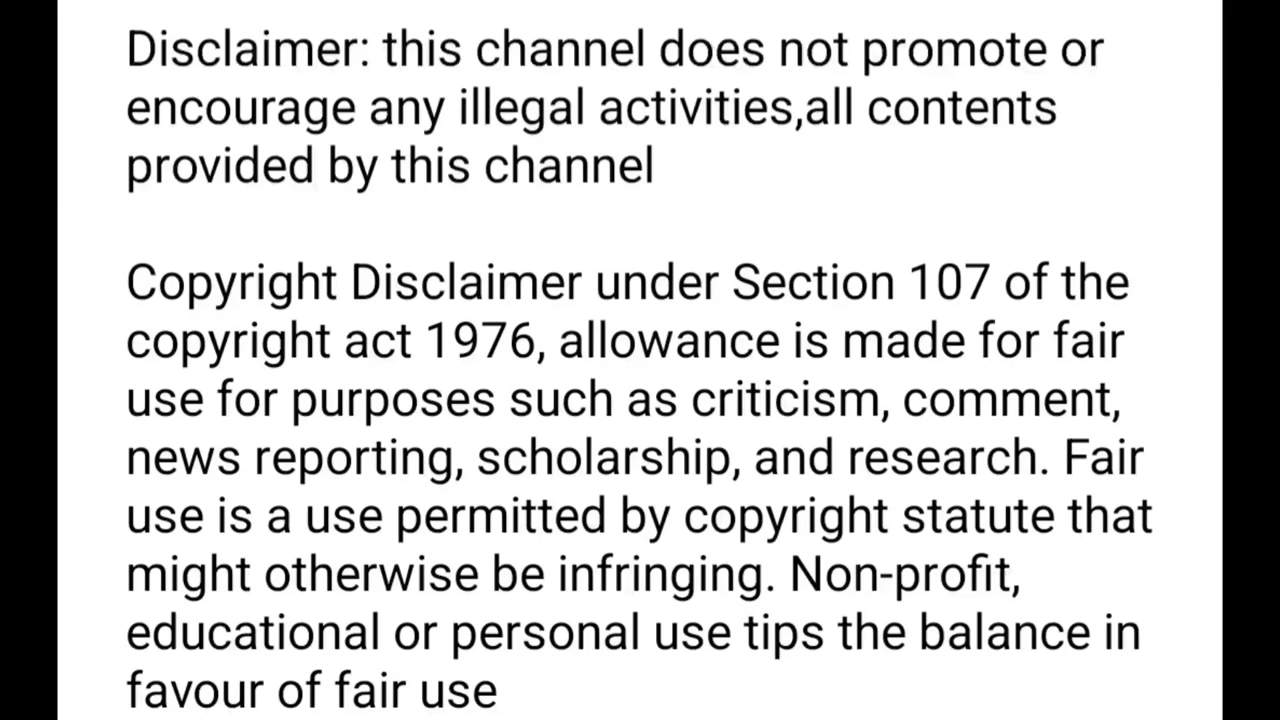 Disclaimer: this channel does not promote or
encourage any illegal activities,all contents
provided by this channel
Copyright Disclaimer under Section 107 of the
copyright act 1976, allowance is made for fair
use for purposes such as criticism, comment,
news reporting, scholarship, and research. Fair
use is a use permitted by copyright statute that
might otherwise be infringing. Non-profit,
educational or personal use tips the balance in
favour of fair use